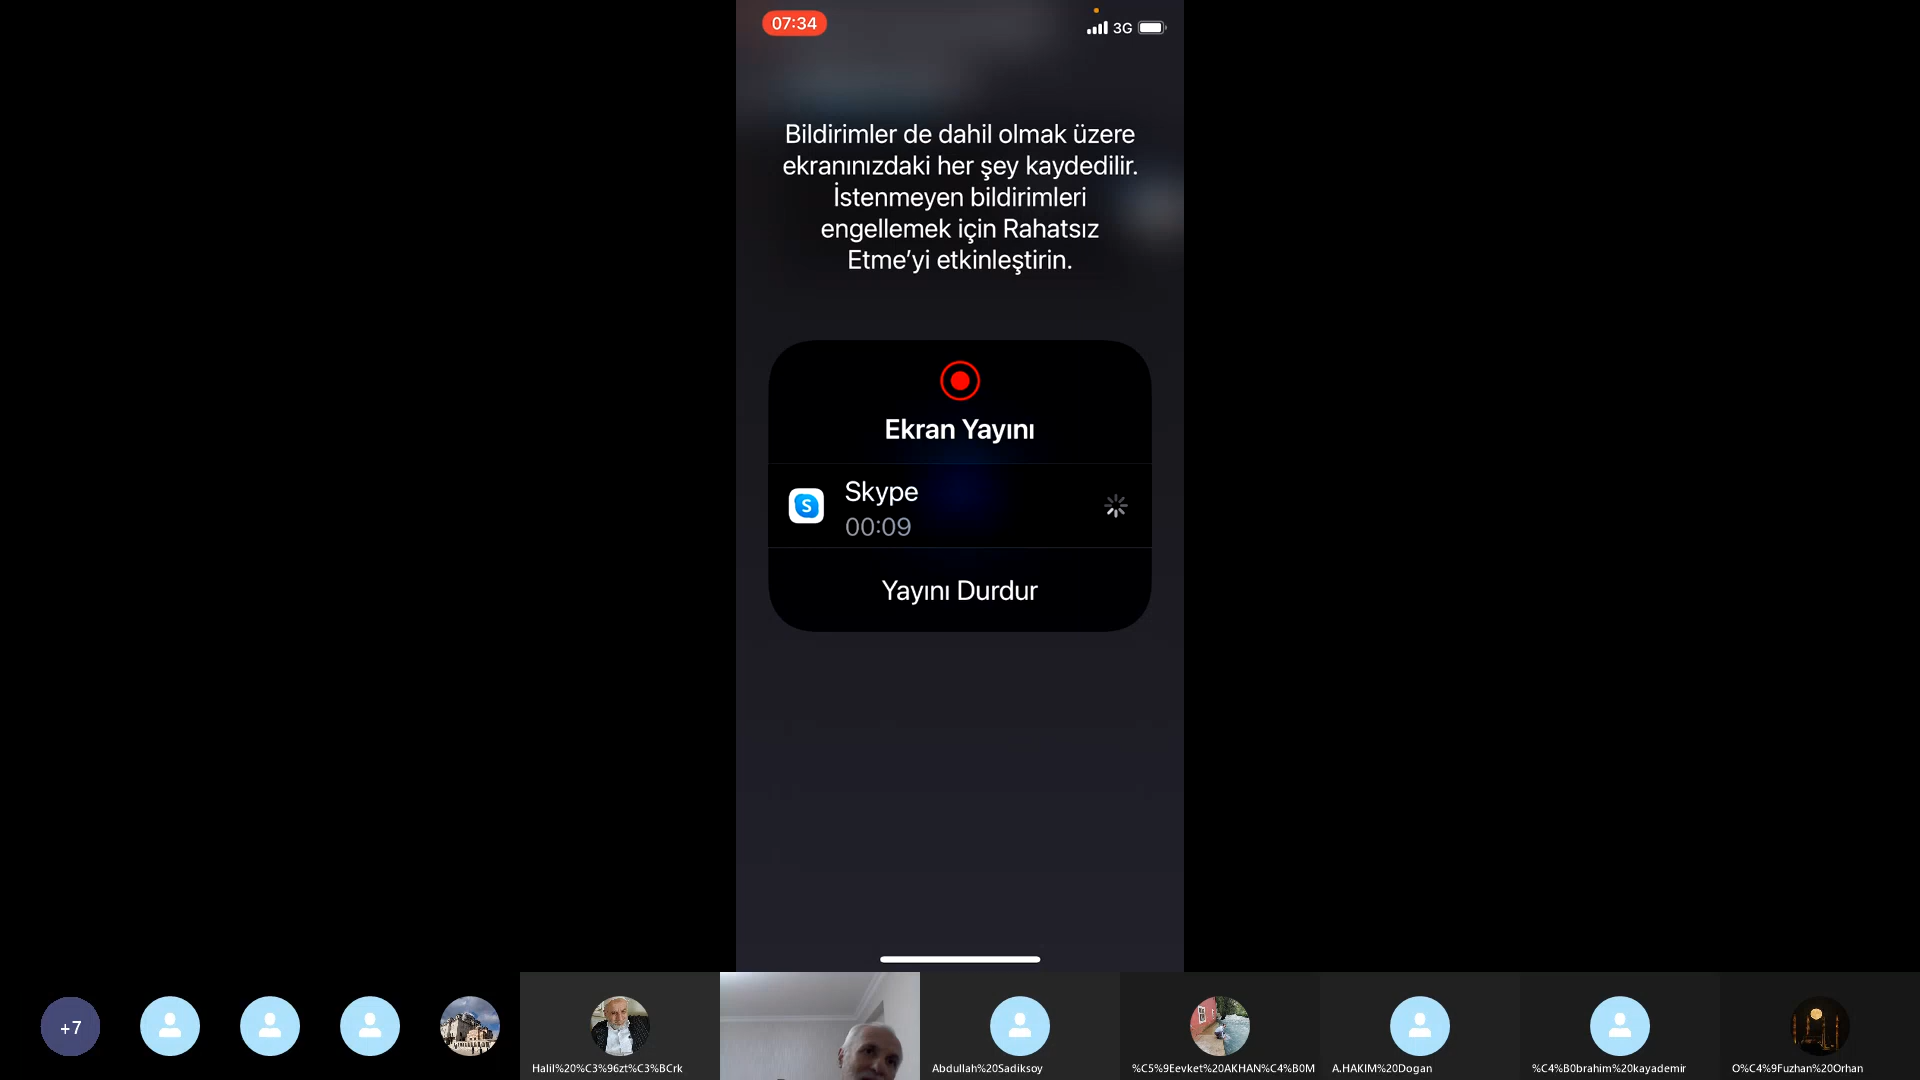 07:34
3G
Bildirimler de dahil olmak üzere
ekranınızdaki her şey kaydedilir.
İstenmeyen bildirimleri
engellemek için Rahatsız
Etme’yi etkinleştirin.
Ekran Yayını
S
Skype
00:09
Yayını Durdur
+7
Halil%20%C3%96zt%C3%BCrk
Abdullah%20Sadiksoy
%C5%9Eevket%20AKHAN%C4%B0M
A.HAKIM%20Dogan
%C4%B0brahim%20kayademir
O%C4%9Fuzhan%20Orhan